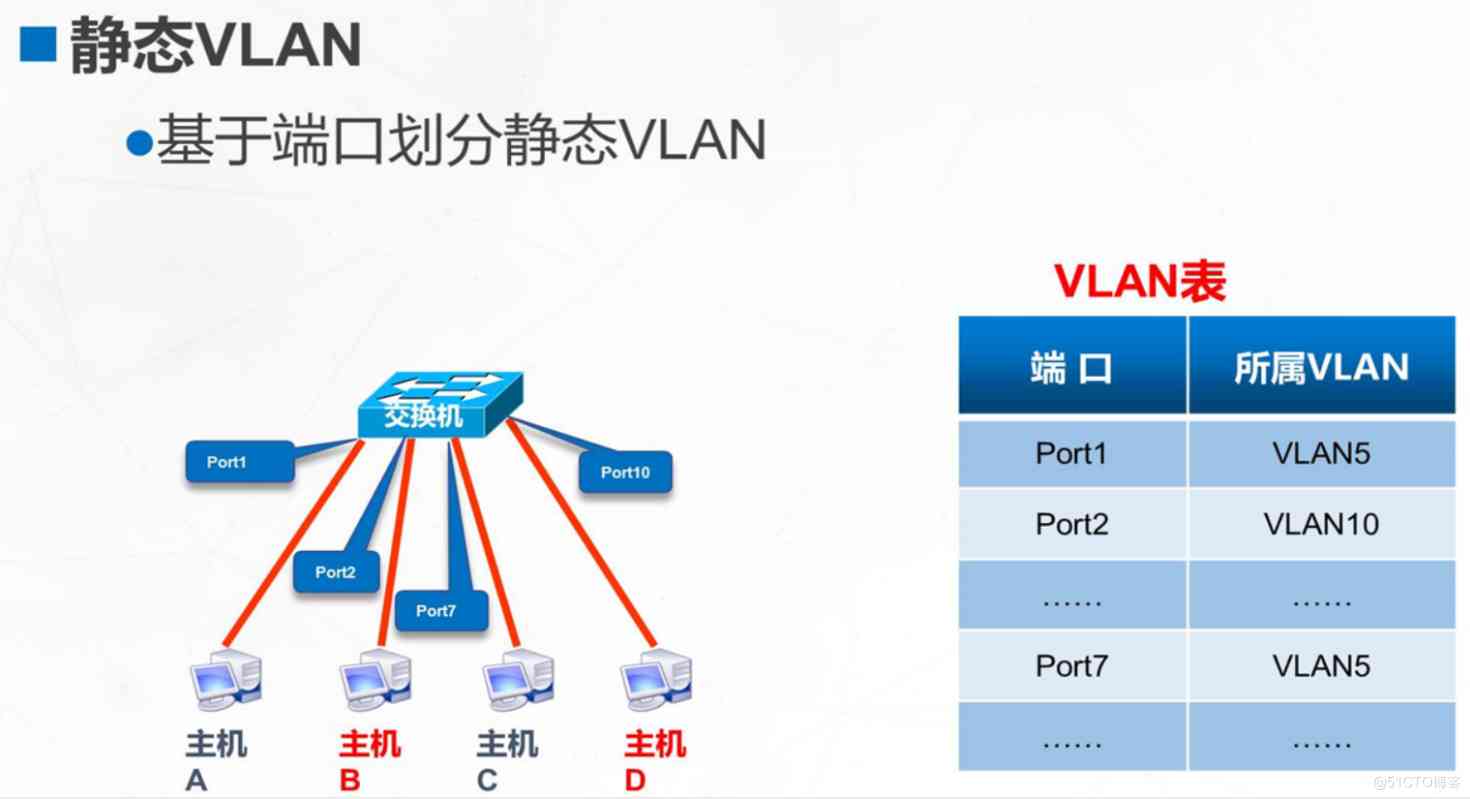 静态VLAN
基于端口划分静态VLAN
VLAN表
端 口 所属VLAN
Port1 VLAN5
Port2 VLAN10
…… ……
Port7 VLAN5
…… ……
交换机
Port1
Port10
Port2
Port7
主机 主机 主机 主机
A B C D
@51CTO博客